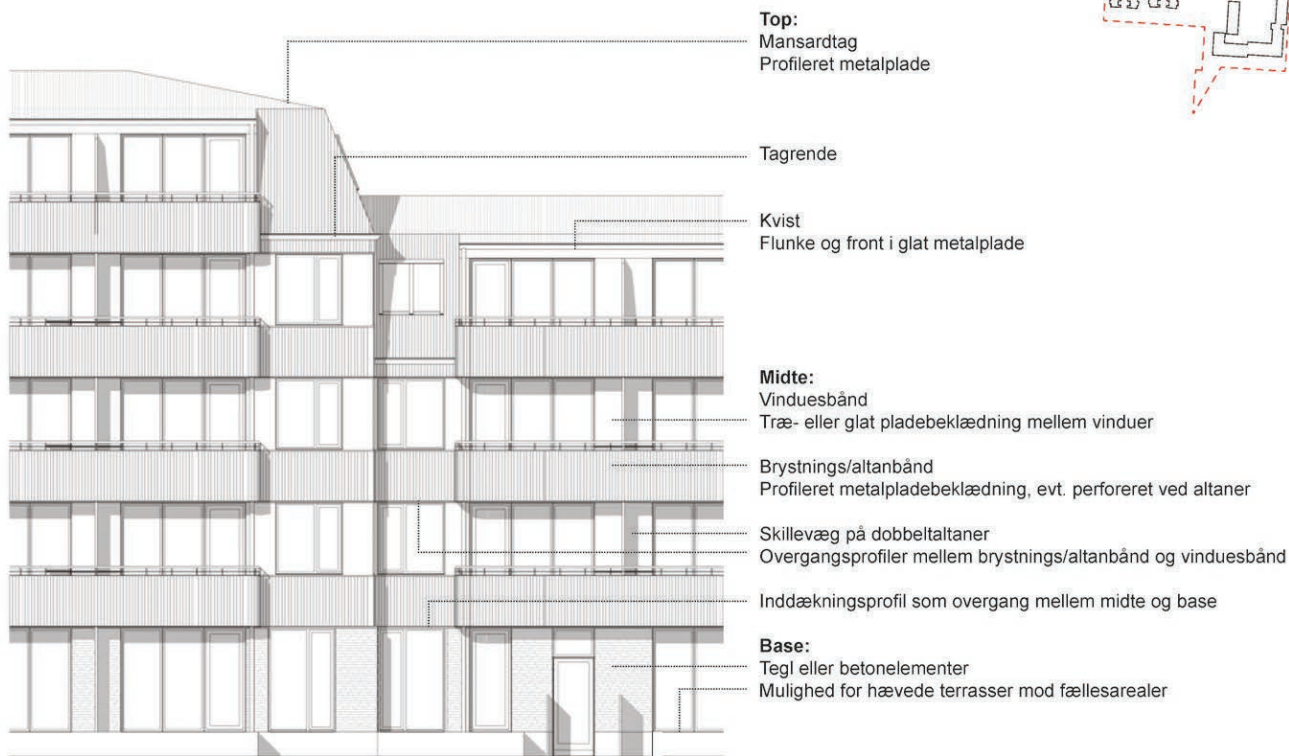 Top:
Mansardtag
Profileret metalplade
Tagrende
Kvist
Flunke og front i glat metalplade
Midte:
Vinduesbånd
Træ- eller glat pladebeklædning mellem vinduer
Brystnings/altanbånd
Profileret metalpladebeklædning, evt. perforeret ved altaner
Skillevæg på dobbeltaltaner
Overgangsprofiler mellem brystnings/altanbånd og vinduesbånd
Inddækningsprofil som overgang mellem midte og base
Base:
Tegl eller betonelementer
Mulighed for hævede terrasser mod fællesarealer